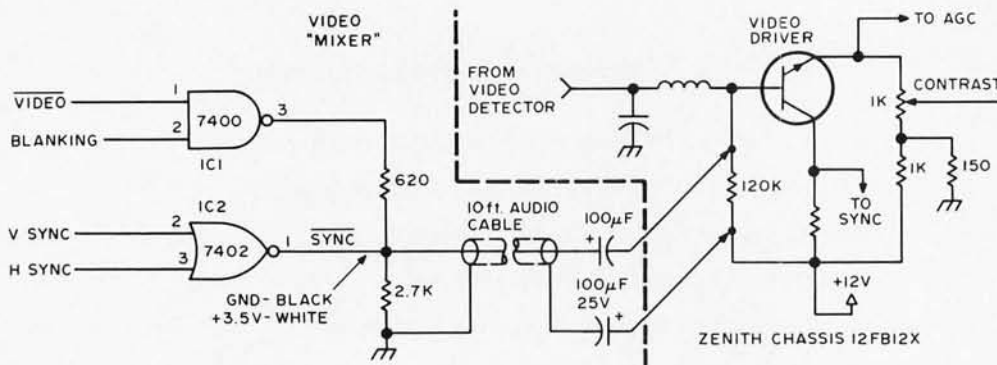 VIDEO
"MIXER"
VIDEO
BLANKING
1
2
7400
3
IC1
620
IC2
V SYNC
H SYNC
2
3
7402
1
SYNC
GND-BLACK
+3.5V-WHITE
2.7K
10ft. AUDIO
CABLE
100µF
+
100µF
25V
+
FROM
VIDEO
DETECTOR
VIDEO
DRIVER
TO AGC
1K
CONTRAST
120K
TO
SYNC
1K
150
+12V
ZENITH CHASSIS 12FB12X